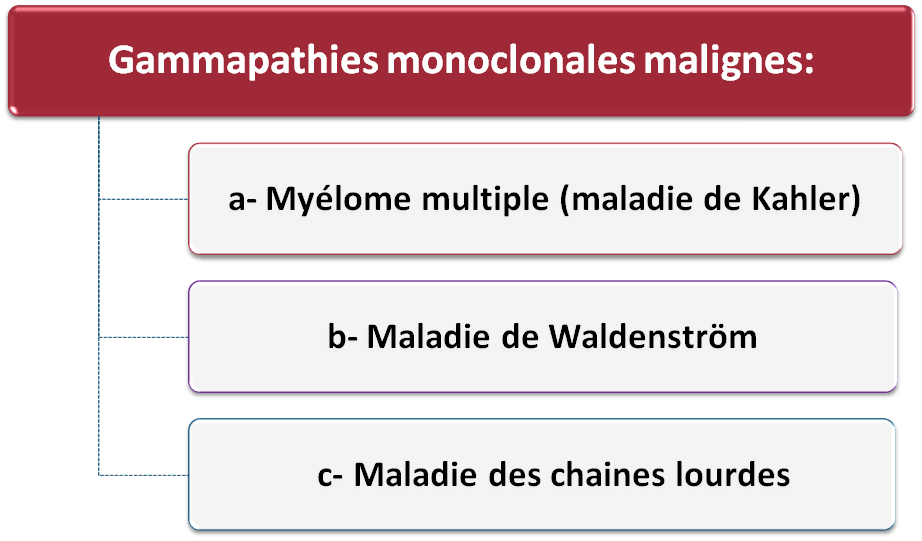 Gammapathies monoclonales malignes:
a- Myélome multiple (maladie de Kahler)
b- Maladie de Waldenström
c- Maladie des chaines lourdes